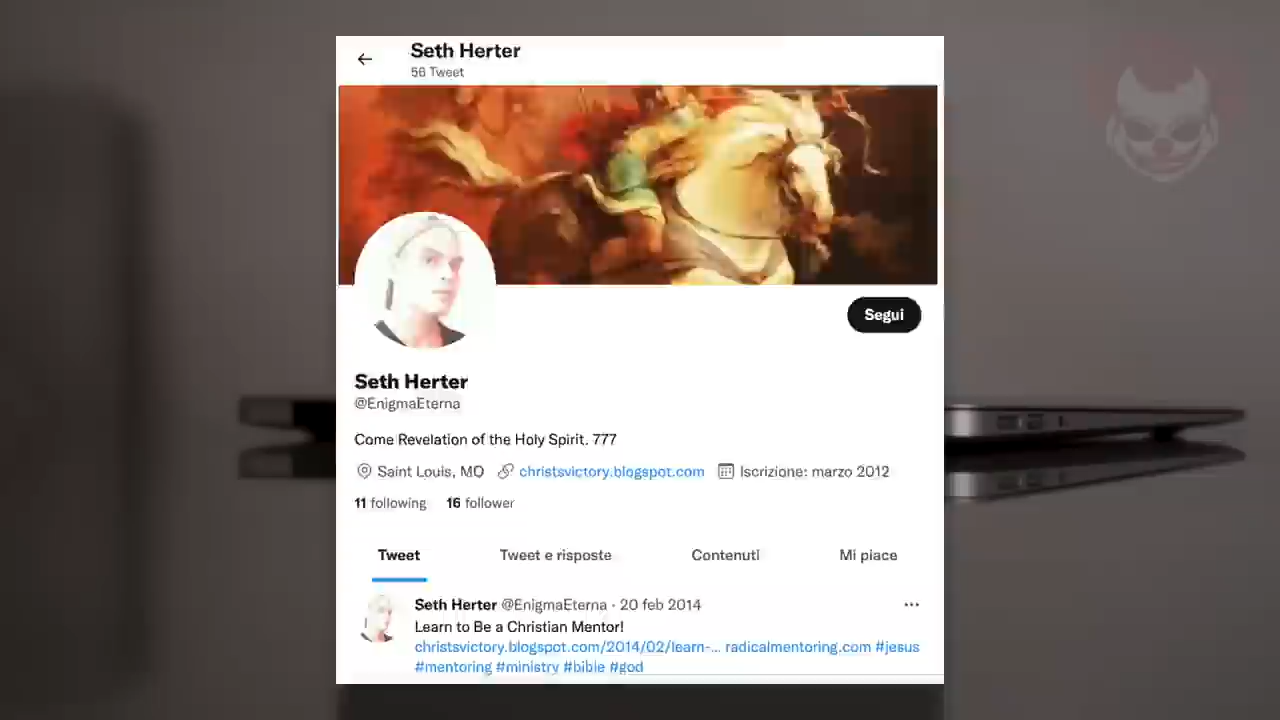 Seth Herter
56 Tweet
Segui
Seth Herter
@EnigmaEterna
Come Revelation of the Holy Spirit. 777
Saint Louis, MO christsvictory.blogspot.com Iscrizione: marzo 2012
11 following 16 follower
Tweet Tweet e risposte Contenuti Mi piace
Seth Herter @EnigmaEterna · 20 feb 2014
Learn to Be a Christian Mentor!
christsvictory.blogspot.com/2014/02/learn-... radicalmentoring.com #jesus
#mentoring #ministry #bible #god